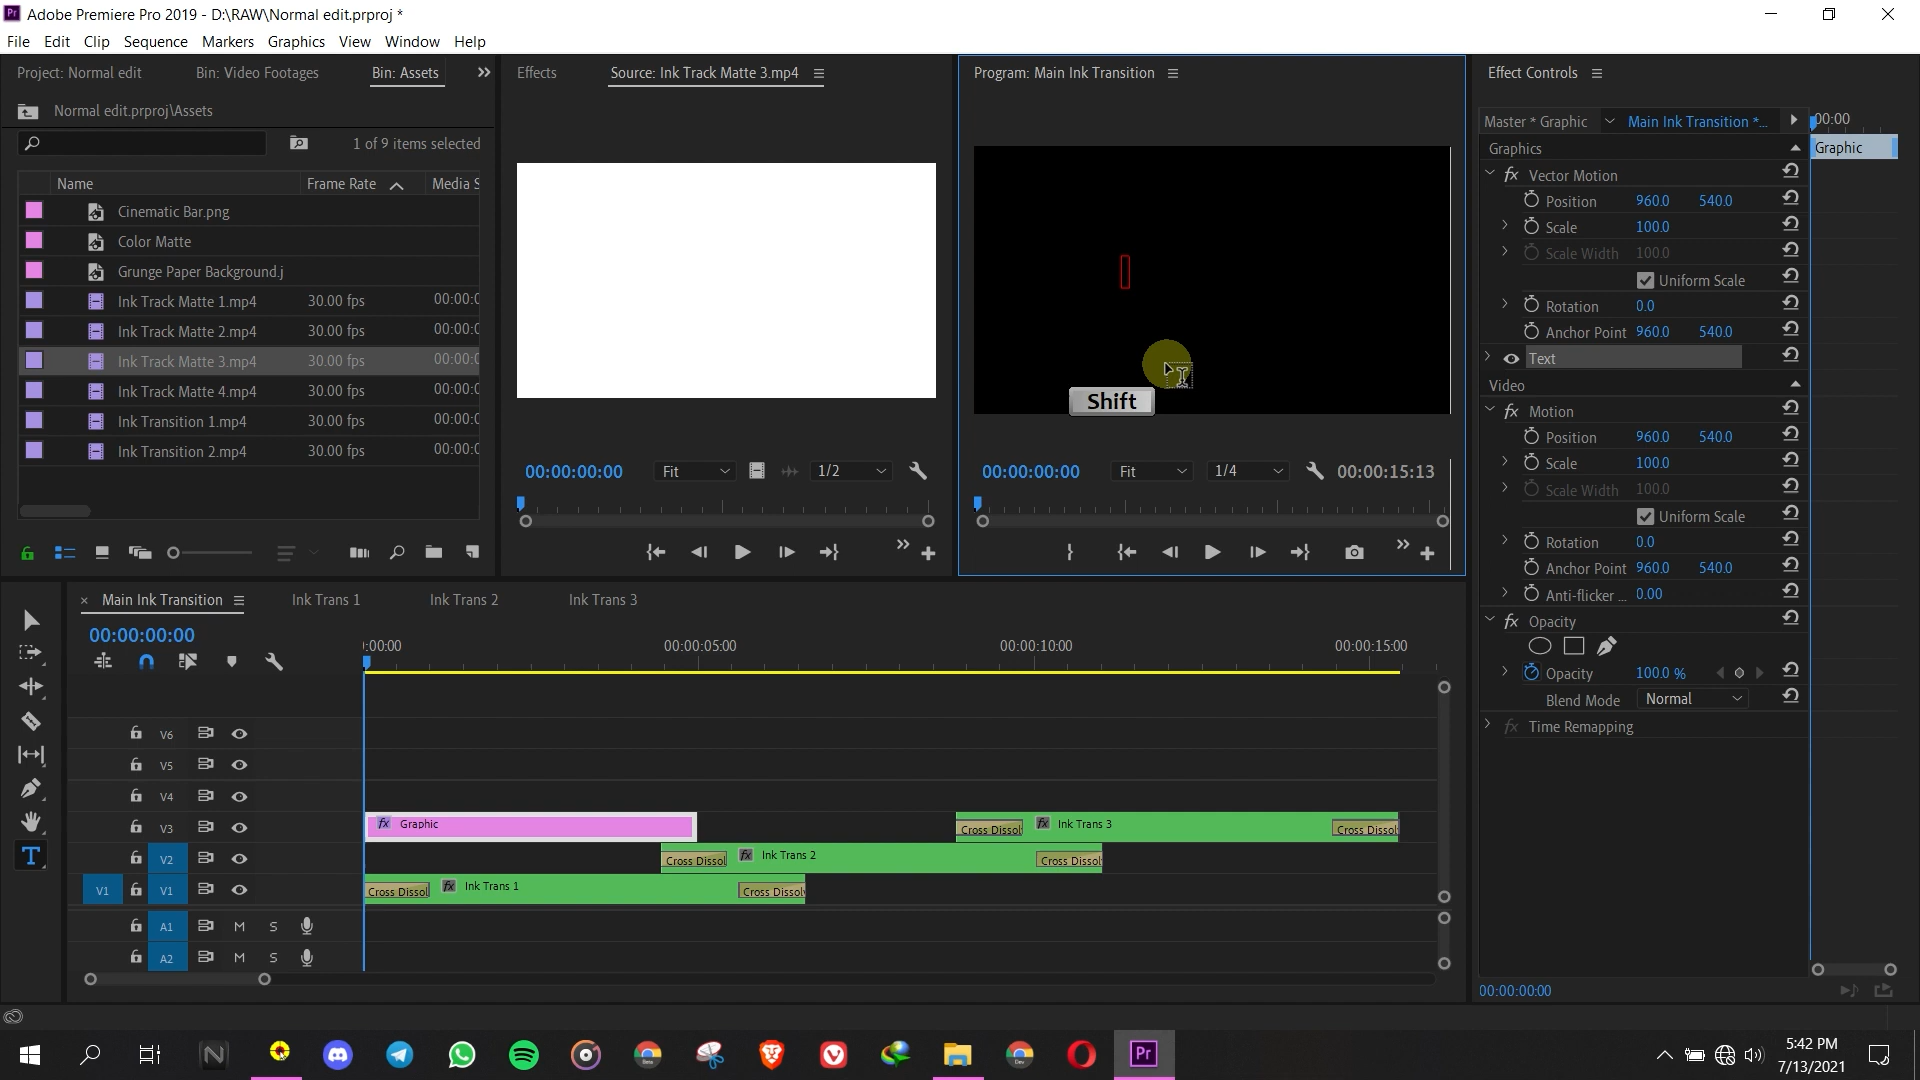 Adobe Premiere Pro 2019 - D:\RAW\Normal edit.prproj *
File Edit Clip Sequence Markers Graphics View Window Help
Project: Normal edit Bin: Video Footages Bin: Assets
Normal edit.prproj\Assets
1 of 9 items selected
Name Frame Rate Media S
Cinematic Bar.png
Color Matte
Grunge Paper Background.j
Ink Track Matte 1.mp4 30.00 fps 00:00:0
Ink Track Matte 2.mp4 30.00 fps 00:00:0
Ink Track Matte 3.mp4 30.00 fps 00:00:0
Ink Track Matte 4.mp4 30.00 fps 00:00:0
Ink Transition 1.mp4 30.00 fps 00:00:0
Ink Transition 2.mp4 30.00 fps 00:00:0
Effects Source: Ink Track Matte 3.mp4
00:00:00:00 Fit 1/2
Program: Main Ink Transition
Shift
00:00:00:00 Fit 1/4 00:00:15:13
Effect Controls
Master * Graphic Main Ink Transition *... :00:00
Graphics Graphic
fx Vector Motion
Position 960.0 540.0
Scale 100.0
Scale Width 100.0
Uniform Scale
Rotation 0.0
Anchor Point 960.0 540.0
Text
Video
fx Motion
Position 960.0 540.0
Scale 100.0
Scale Width 100.0
Uniform Scale
Rotation 0.0
Anchor Point 960.0 540.0
Anti-flicker ... 0.00
fx Opacity
Opacity 100.0 %
Blend Mode Normal
fx Time Remapping
00:00:00:00
Main Ink Transition Ink Trans 1 Ink Trans 2 Ink Trans 3
00:00:00:00
:00:00 00:00:05:00 00:00:10:00 00:00:15:00
V6
V5
V4
V3 fx Graphic Cross Dissol fx Ink Trans 3 Cross Dissol
V2 Cross Dissol fx Ink Trans 2 Cross Dissol
V1 V1 Cross Dissol fx Ink Trans 1 Cross Dissolv
A1 M S
A2 M S
T
N Beta Dev Pr
5:42 PM
7/13/2021